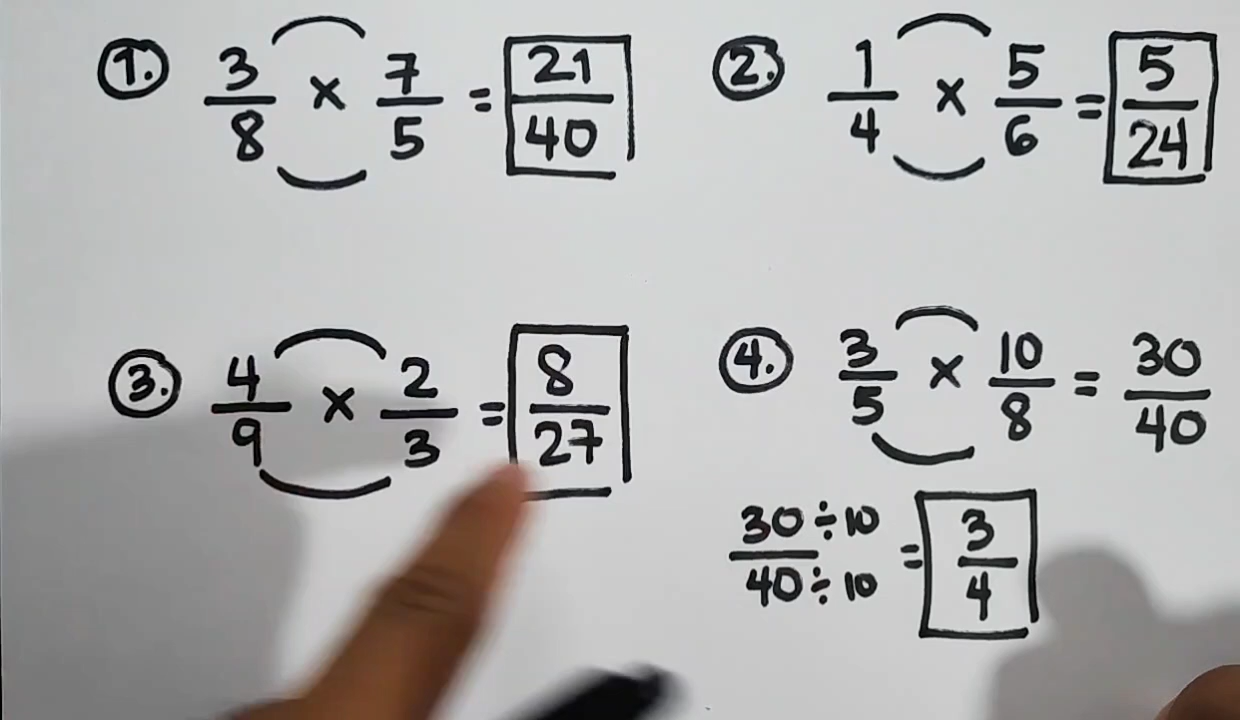 1. 3/8 × 7/5 = 21/40
2. 1/4 × 5/6 = 5/24
3. 4/9 × 2/3 = 8/27
4. 3/5 × 10/8 = 30/40
30÷10/40÷10 = 3/4